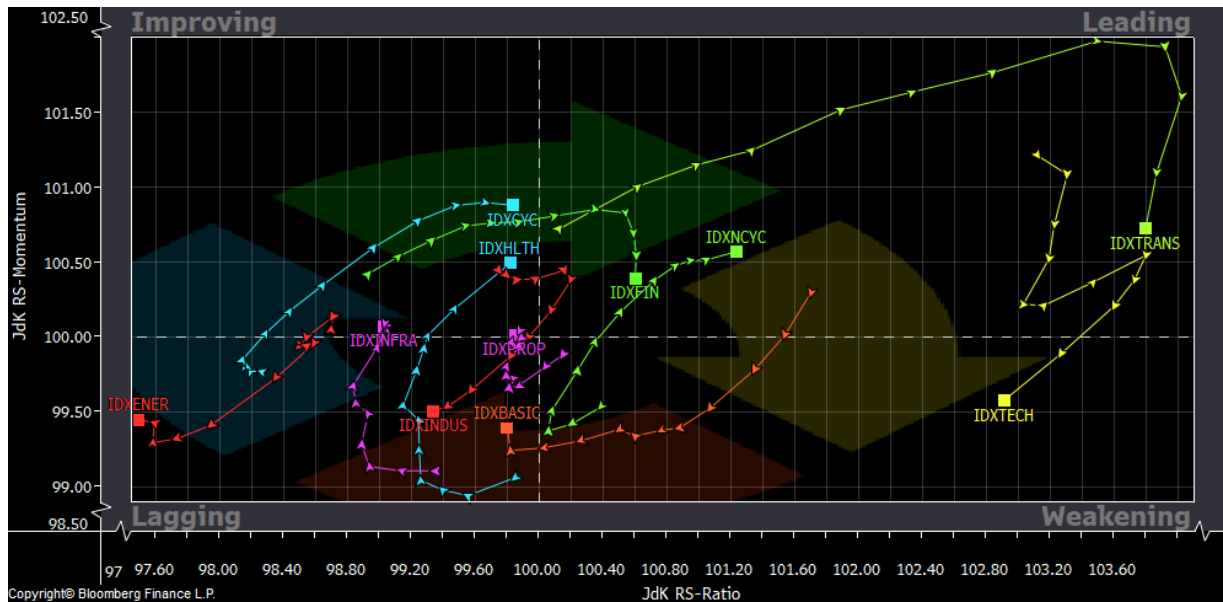 102.50
Improving
Leading
101.50
101.00
100.50
100.00
99.50
99.00
98.50
JdK RS-Momentum
IDXCYC
IDXHLTH
IDXNCYC
IDXTRANS
IDXFIN
IDXINFRA
IDXPROP
IDXENER
IDXINDUS
IDXBASIC
IDXTECH
Lagging
Weakening
97 97.60 98.00 98.40 98.80 99.20 99.60 100.00 100.40 100.80 101.20 101.60 102.00 102.40 102.80 103.20 103.60
Copyright© Bloomberg Finance L.P.
JdK RS-Ratio